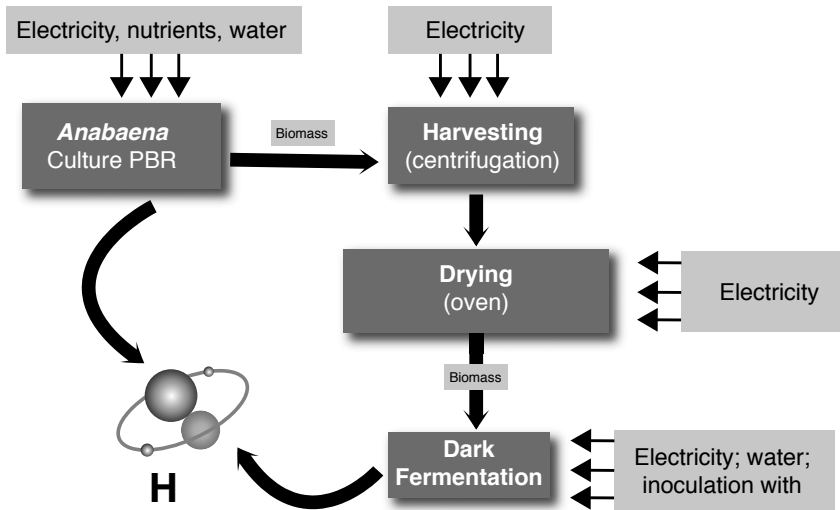 Electricity, nutrients, water
Electricity
Anabaena
Culture PBR
Biomass
Harvesting
(centrifugation)
Drying
(oven)
Electricity
Biomass
Dark
Fermentation
Electricity; water;
inoculation with
H